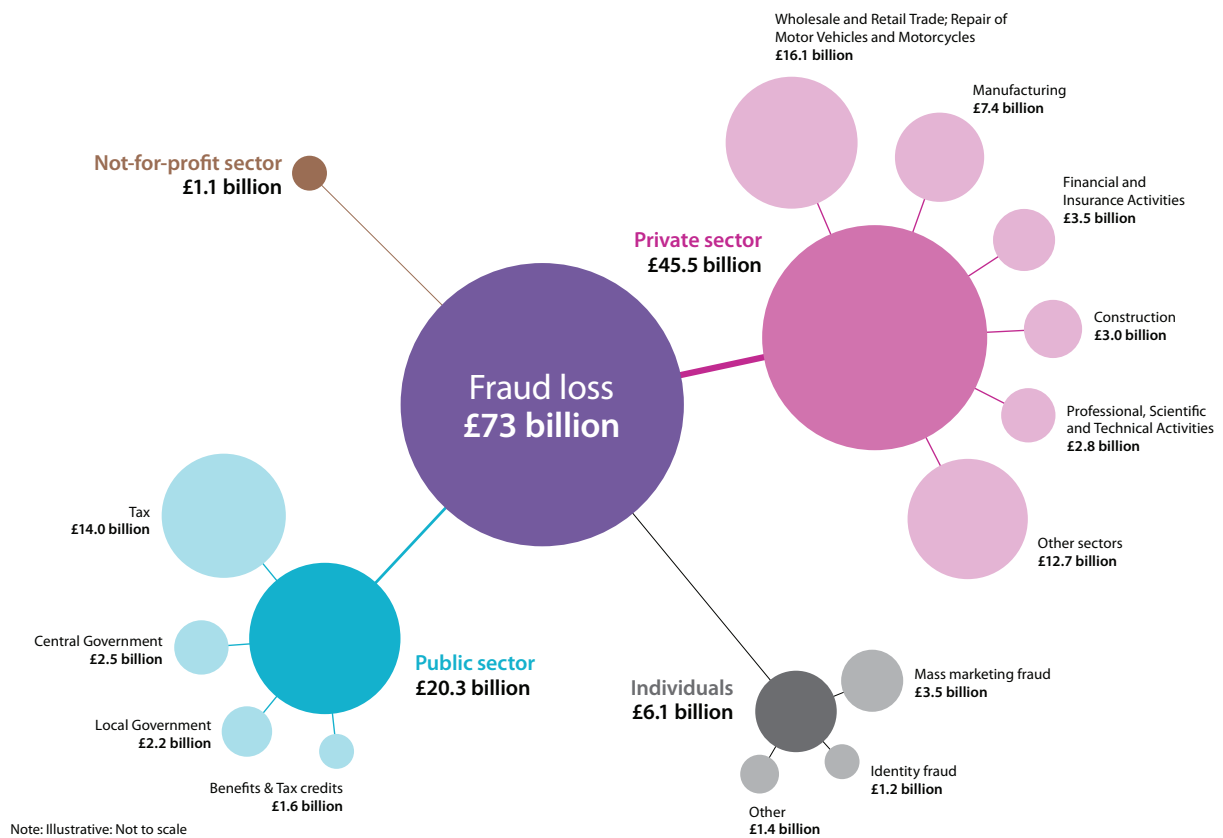 Wholesale and Retail Trade; Repair of
Motor Vehicles and Motorcycles
£16.1 billion
Manufacturing
£7.4 billion
Not-for-profit sector
£1.1 billion
Financial and
Insurance Activities
£3.5 billion
Private sector
£45.5 billion
Construction
£3.0 billion
Fraud loss
£73 billion
Professional, Scientific
and Technical Activities
£2.8 billion
Tax
£14.0 billion
Other sectors
£12.7 billion
Central Government
£2.5 billion
Public sector
£20.3 billion
Individuals
£6.1 billion
Mass marketing fraud
£3.5 billion
Local Government
£2.2 billion
Benefits & Tax credits
£1.6 billion
Identity fraud
£1.2 billion
Other
£1.4 billion
Note: Illustrative: Not to scale